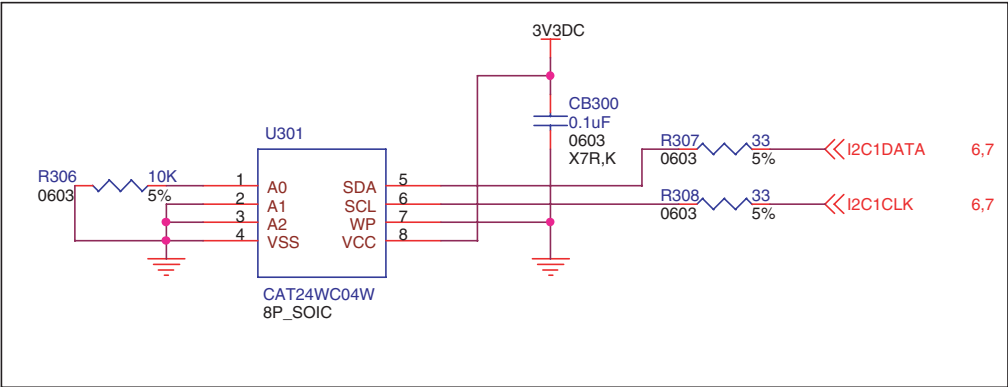 3V3DC
CB300
0.1uF
0603
X7R,K
U301
R306
0603
10K
5%
1
2
3
4
A0
A1
A2
VSS
SDA
SCL
WP
VCC
5
6
7
8
CAT24WC04W
8P_SOIC
R307
0603
33
5%
I2C1DATA
6,7
R308
0603
33
5%
I2C1CLK
6,7